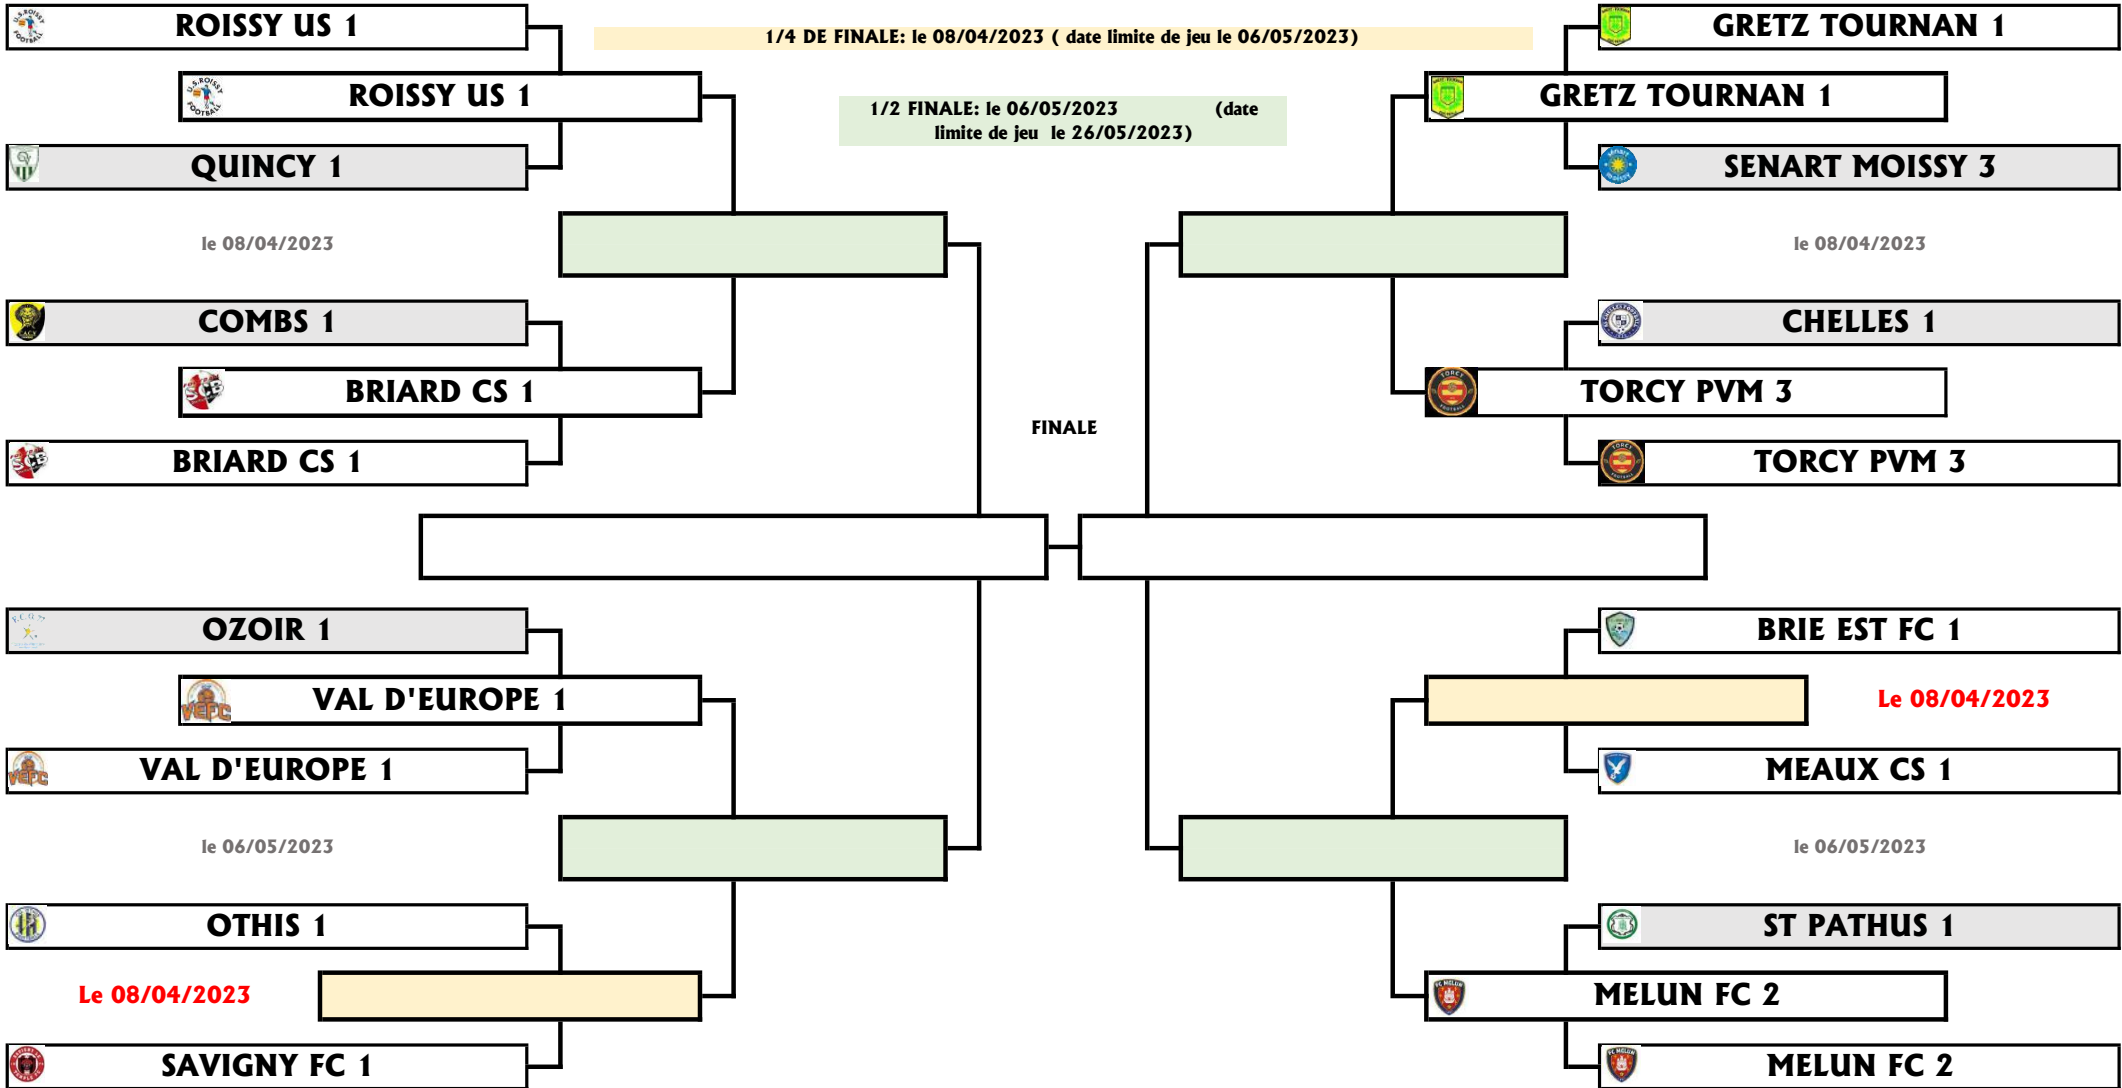 ROISSY US 1
1/4 DE FINALE: le 08/04/2023 ( date limite de jeu le 06/05/2023)
GRETZ TOURNAN 1
ROISSY US 1
1/2 FINALE: le 06/05/2023 (date
limite de jeu le 26/05/2023)
GRETZ TOURNAN 1
QUINCY 1
SENART MOISSY 3
le 08/04/2023
le 08/04/2023
COMBS 1
CHELLES 1
BRIARD CS 1
TORCY PVM 3
FINALE
BRIARD CS 1
TORCY PVM 3
OZOIR 1
BRIE EST FC 1
VAL D'EUROPE 1
Le 08/04/2023
VAL D'EUROPE 1
MEAUX CS 1
le 06/05/2023
le 06/05/2023
OTHIS 1
ST PATHUS 1
Le 08/04/2023
MELUN FC 2
SAVIGNY FC 1
MELUN FC 2